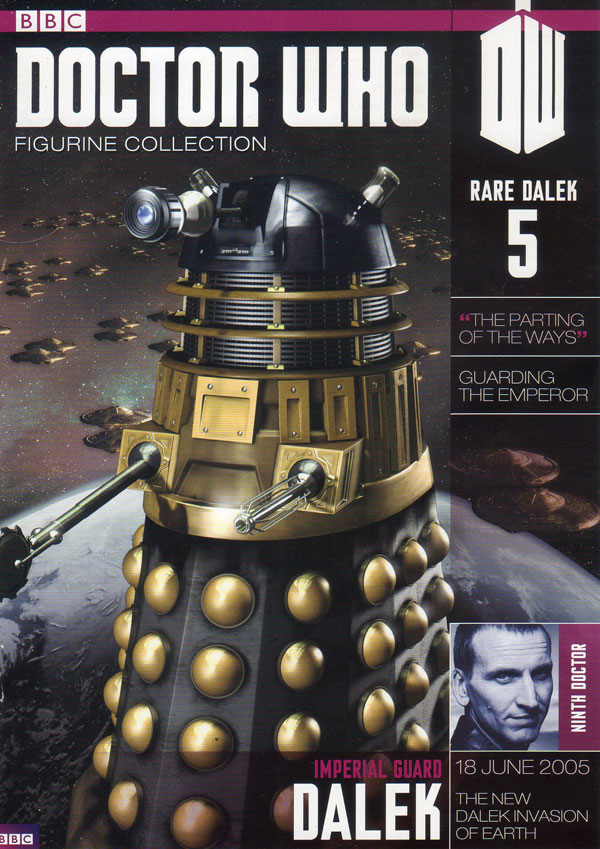 BBC
DOCTOR WHO
FIGURINE COLLECTION
DW
RARE DALEK
5
“THE PARTING
OF THE WAYS”
GUARDING
THE EMPEROR
NINTH DOCTOR
IMPERIAL GUARD
DALEK
18 JUNE 2005
THE NEW
DALEK INVASION
OF EARTH
BBC